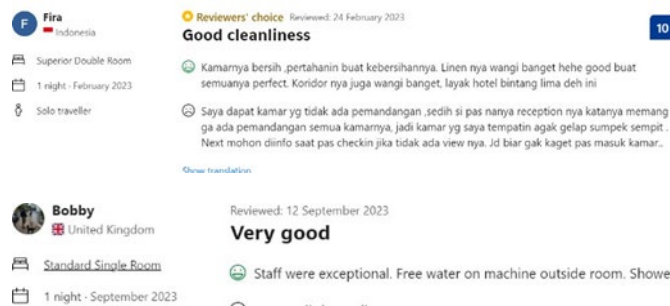 F
Fira
Indonesia
Superior Double Room
1 night · February 2023
Solo traveller
Reviewers' choice Reviewed: 24 February 2023
Good cleanliness
10
Kamarnya bersih ,pertahanin buat kebersihannya. Linen nya wangi banget hehe good buat
semuanya perfect. Koridor nya juga wangi banget, layak hotel bintang lima deh ini
Saya dapat kamar yg tidak ada pemandangan ,sedih si pas nanya reception nya katanya memang
ga ada pemandangan semua kamarnya, jadi kamar yg saya tempatin agak gelap sumpek sempit .
Next mohon diinfo saat pas checkin jika tidak ada view nya. Jd biar gak kaget pas masuk kamar..
Show translation
Bobby
United Kingdom
Standard Single Room
1 night · September 2023
Reviewed: 12 September 2023
Very good
Staff were exceptional. Free water on machine outside room. Showe